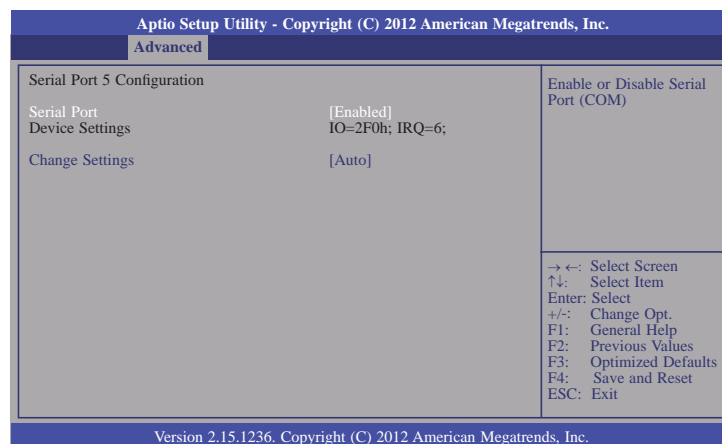 Aptio Setup Utility - Copyright (C) 2012 American Megatrends, Inc.
Advanced
Serial Port 5 Configuration
Serial Port [Enabled]
Device Settings IO=2F0h; IRQ=6;
Change Settings [Auto]
Enable or Disable Serial
Port (COM)
→←: Select Screen
↑↓: Select Item
Enter: Select
+/-: Change Opt.
F1: General Help
F2: Previous Values
F3: Optimized Defaults
F4: Save and Reset
ESC: Exit
Version 2.15.1236. Copyright (C) 2012 American Megatrends, Inc.